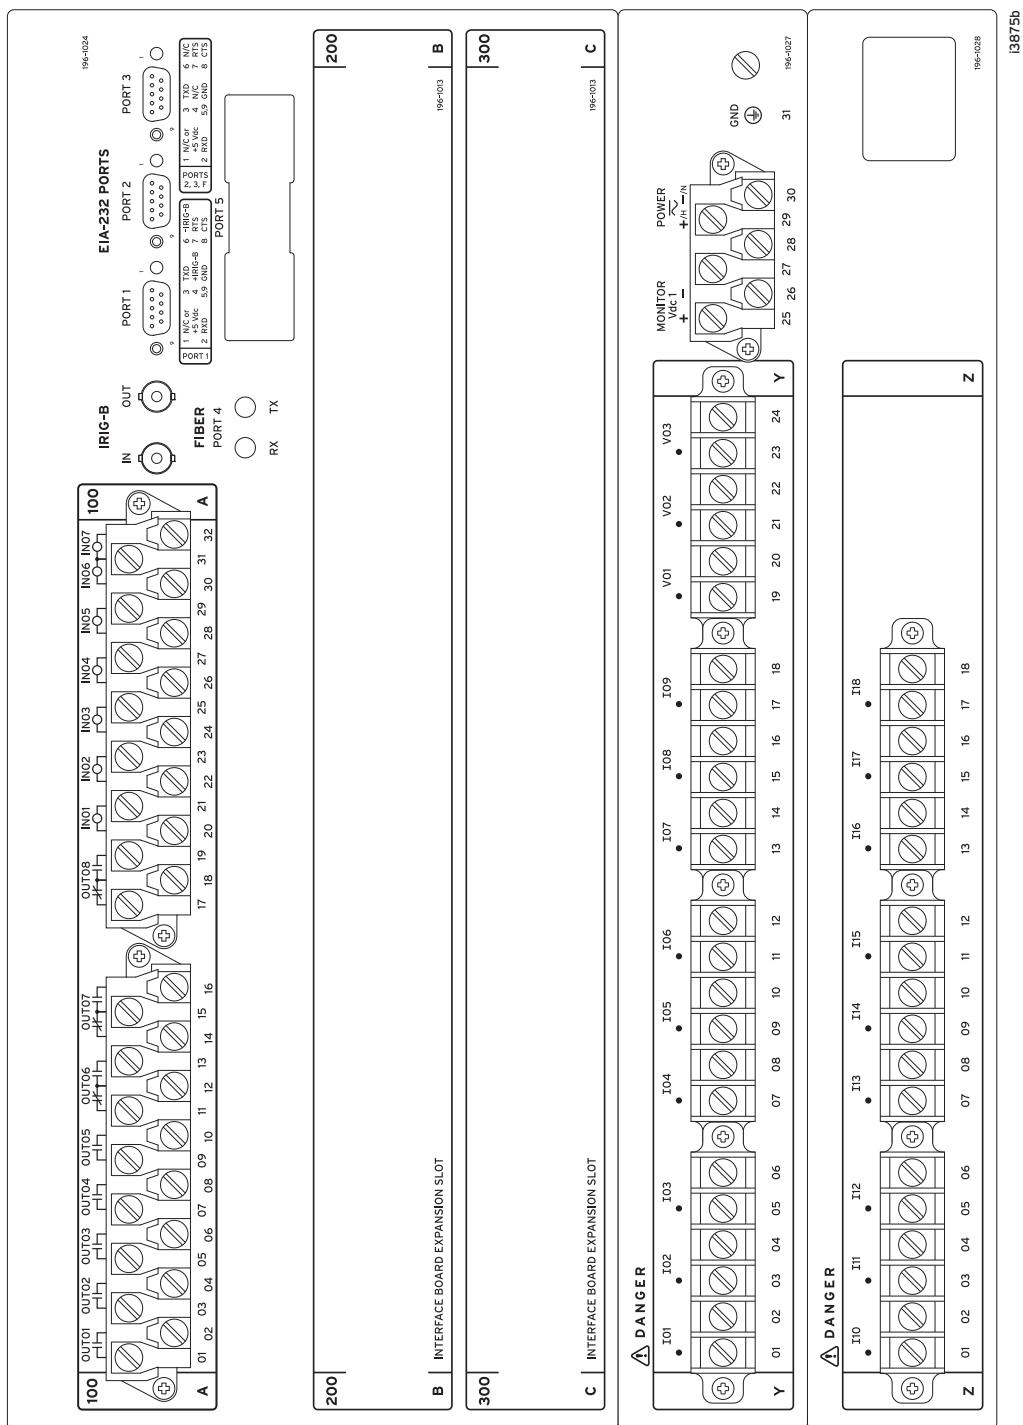 i3875b
100
OUT01 OUT02 OUT03 OUT04 OUT05 OUT06 OUT07
OUT08 IN01 IN02 IN03 IN04 IN05 IN06 IN07
100
A
01 02 03 04 05 06 07 08 09 10 11 12 13 14 15 16
17 18 19 20 21 22 23 24 25 26 27 28 29 30 31 32
A
IRIG-B
IN OUT
FIBER
PORT 4
RX TX
EIA-232 PORTS
PORT 1 PORT 2 PORT 3
9 1 9 1 9 1
196-1024
PORT 1
1 N/C or +5 Vdc
2 RXD
3 TXD
4 +IRIG-B
5,9 GND
6 -IRIG-B
7 RTS
8 CTS
PORTS 2, 3, F
1 N/C or +5 Vdc
2 RXD
3 TXD
4 N/C
5,9 GND
6 N/C
7 RTS
8 CTS
PORT 5
200
200
B
INTERFACE BOARD EXPANSION SLOT
196-1013
B
300
300
C
INTERFACE BOARD EXPANSION SLOT
196-1013
C
DANGER
I01 I02 I03 I04 I05 I06 I07 I08 I09 V01 V02 V03
Y
01 02 03 04 05 06 07 08 09 10 11 12 13 14 15 16 17 18 19 20 21 22 23 24
Y
MONITOR
Vdc 1
+ −
POWER
+/H −/N
25 26 27 28 29 30
GND
31
196-1027
DANGER
I10 I11 I12 I13 I14 I15 I16 I17 I18
Z
01 02 03 04 05 06 07 08 09 10 11 12 13 14 15 16 17 18
Z
196-1028